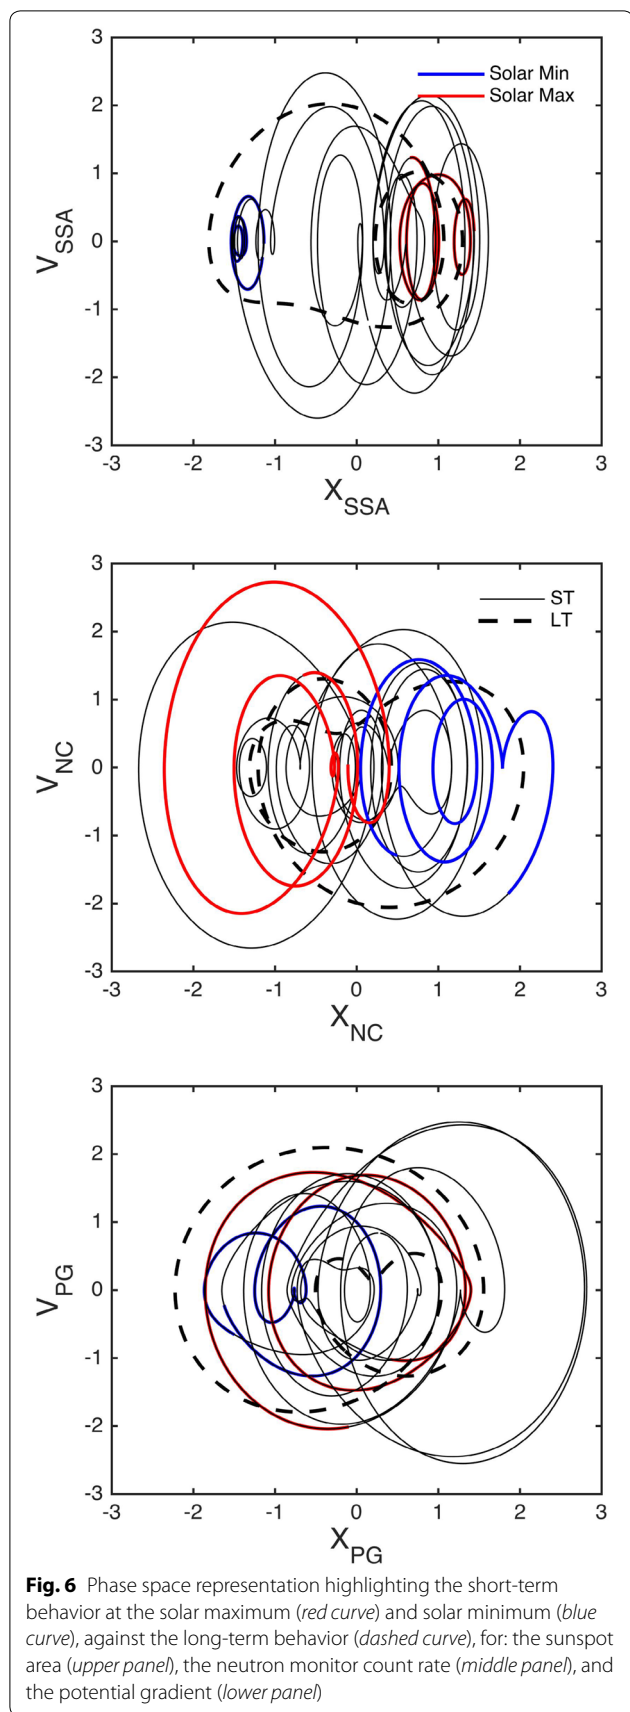 3
2
1
0
-1
-2
-3
V_SSA
Solar Min
Solar Max
-3 -2 -1 0 1 2 3
X_SSA
3
2
1
0
-1
-2
-3
V_NC
ST
LT
-3 -2 -1 0 1 2 3
X_NC
3
2
1
0
-1
-2
-3
V_PG
-3 -2 -1 0 1 2 3
X_PG
Fig. 6 Phase space representation highlighting the short-term
behavior at the solar maximum (red curve) and solar minimum (blue
curve), against the long-term behavior (dashed curve), for: the sunspot
area (upper panel), the neutron monitor count rate (middle panel), and
the potential gradient (lower panel)